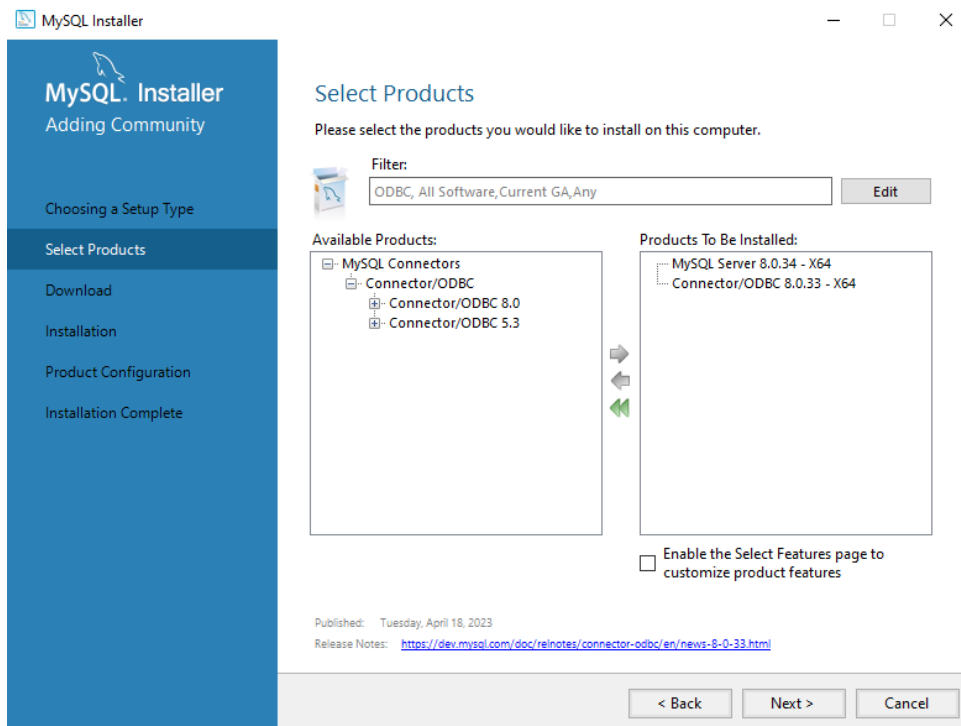 MySQL Installer
MySQL. Installer
Adding Community
Choosing a Setup Type
Select Products
Download
Installation
Product Configuration
Installation Complete
Select Products
Please select the products you would like to install on this computer.
Filter:
ODBC, All Software,Current GA,Any
Edit
Available Products:
MySQL Connectors
Connector/ODBC
Connector/ODBC 8.0
Connector/ODBC 5.3
Products To Be Installed:
MySQL Server 8.0.34 - X64
Connector/ODBC 8.0.33 - X64
Enable the Select Features page to
customize product features
Published: Tuesday, April 18, 2023
Release Notes: https://dev.mysql.com/doc/relnotes/connector-odbc/en/news-8-0-33.html
< Back
Next >
Cancel